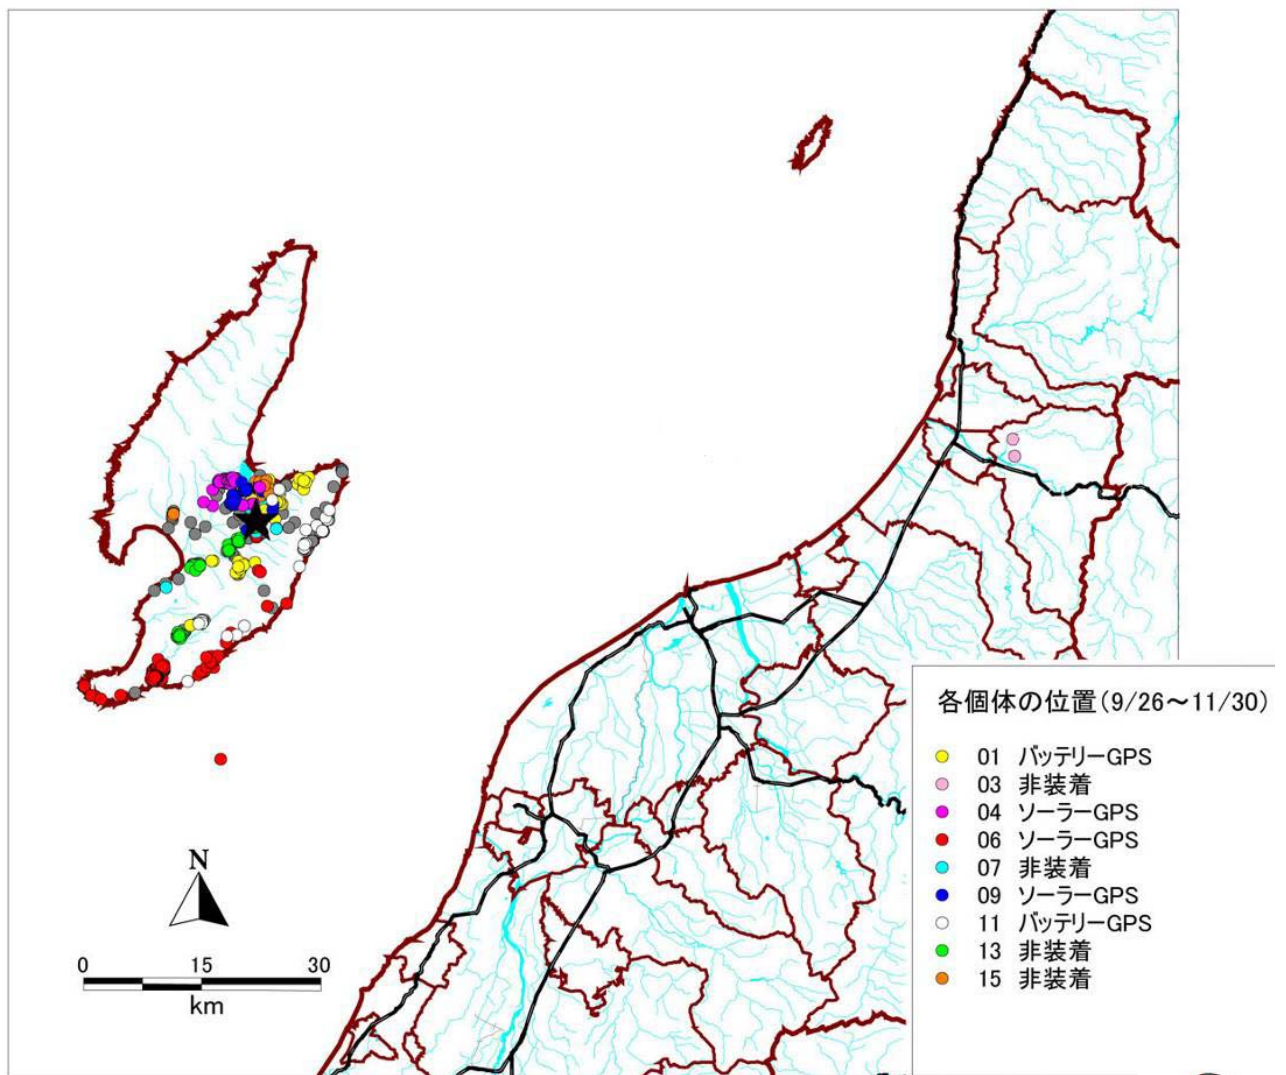 各個体の位置(9/26～11/30)
01 バッテリーGPS
03 非装着
04 ソーラーGPS
06 ソーラーGPS
07 非装着
09 ソーラーGPS
11 バッテリーGPS
13 非装着
15 非装着
N
0 15 30
km